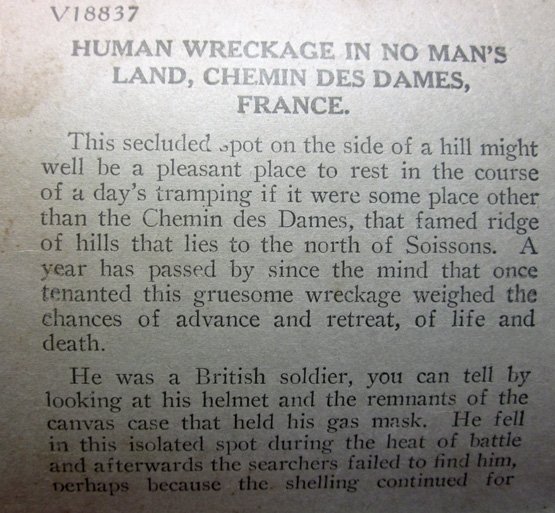 V18837
HUMAN WRECKAGE IN NO MAN'S
LAND, CHEMIN DES DAMES,
FRANCE.
This secluded spot on the side of a hill might
well be a pleasant place to rest in the course
of a day's tramping if it were some place other
than the Chemin des Dames, that famed ridge
of hills that lies to the north of Soissons. A
year has passed by since the mind that once
tenanted this gruesome wreckage weighed the
chances of advance and retreat, of life and
death.
He was a British soldier, you can tell by
looking at his helmet and the remnants of the
canvas case that held his gas mask. He fell
in this isolated spot during the heat of battle
and afterwards the searchers failed to find him,
perhaps because the shelling continued for